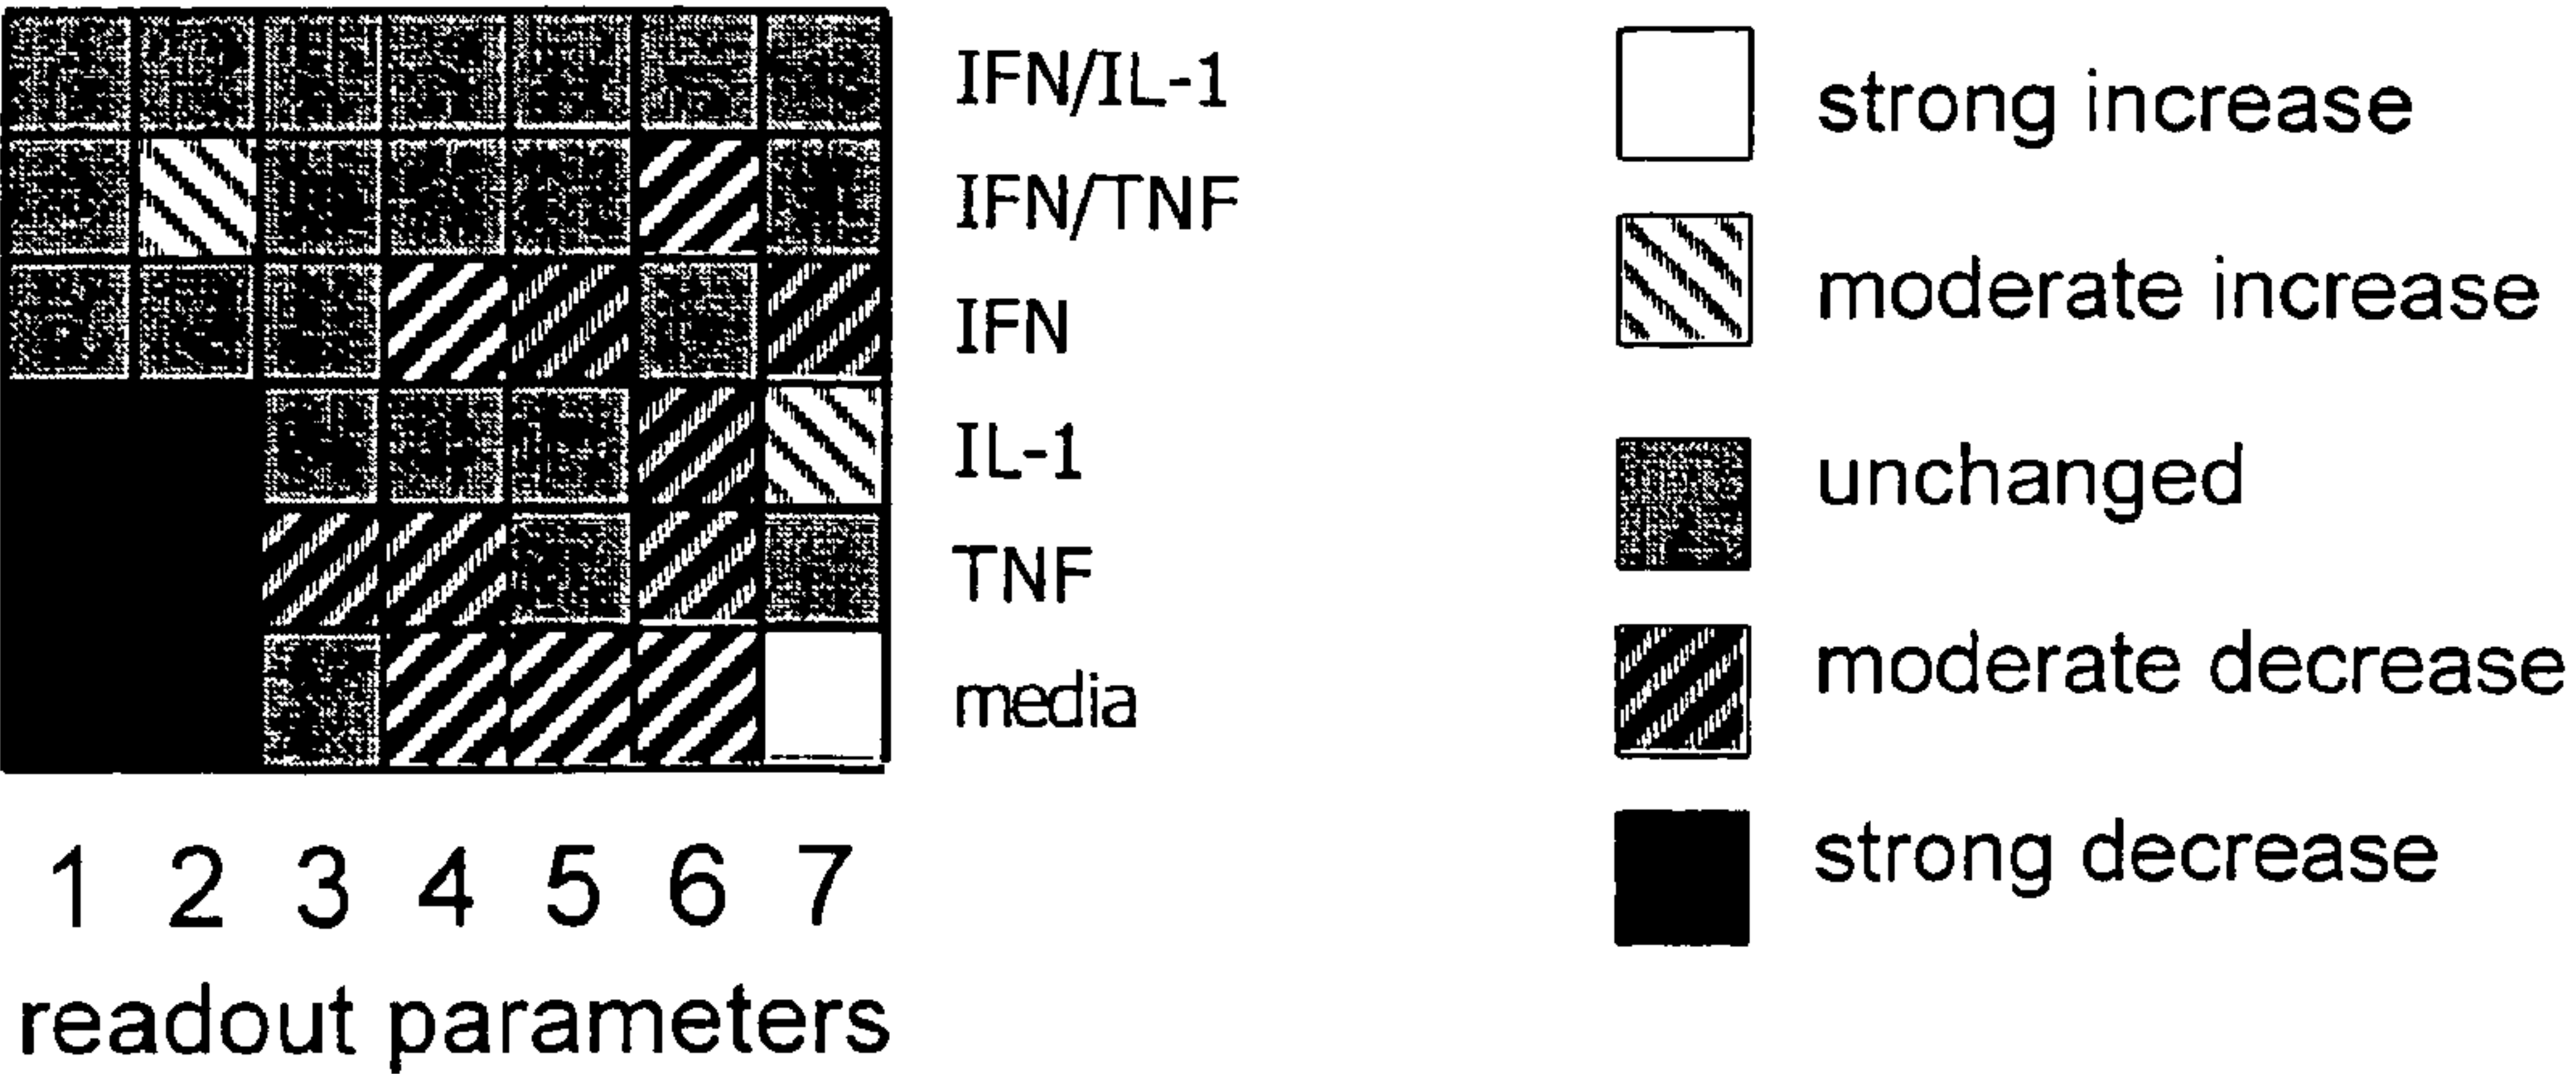 IFN/IL-1
IFN/TNF
IFN
IL-1
TNF
media
1 2 3 4 5 6 7
readout parameters
strong increase
moderate increase
unchanged
moderate decrease
strong decrease